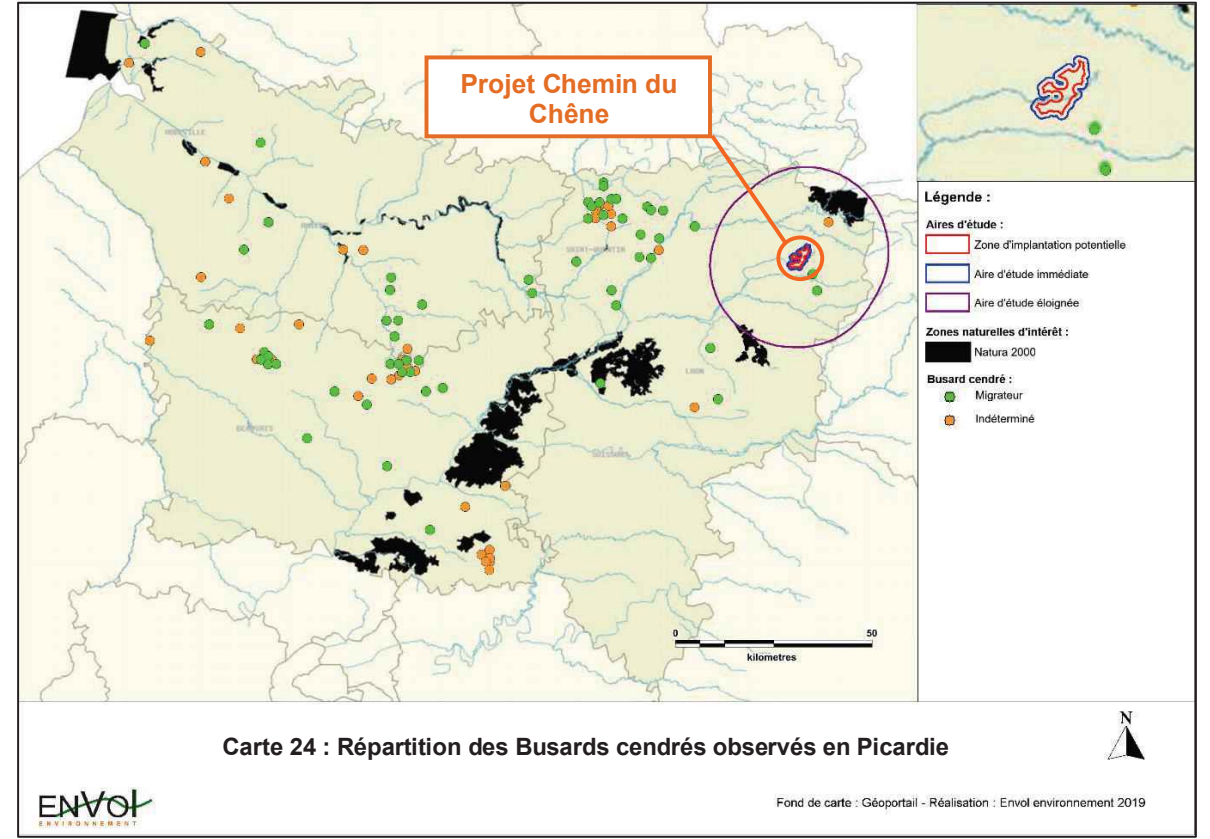 Projet Chemin du
Chêne
ABBEVILLE
AMIENS
SAINT-QUENTIN
LAON
BEAUVAIS
Soissons
0 50
kilometres
Légende :
Aires d'étude :
Zone d'implantation potentielle
Aire d'étude immédiate
Aire d'étude éloignée
Zones naturelles d'intérêt :
Natura 2000
Busard cendré :
Migrateur
Indéterminé
Carte 24 : Répartition des Busards cendrés observés en Picardie
N
ENVOL
ENVIRONNEMENT
Fond de carte : Géoportail - Réalisation : Envol environnement 2019